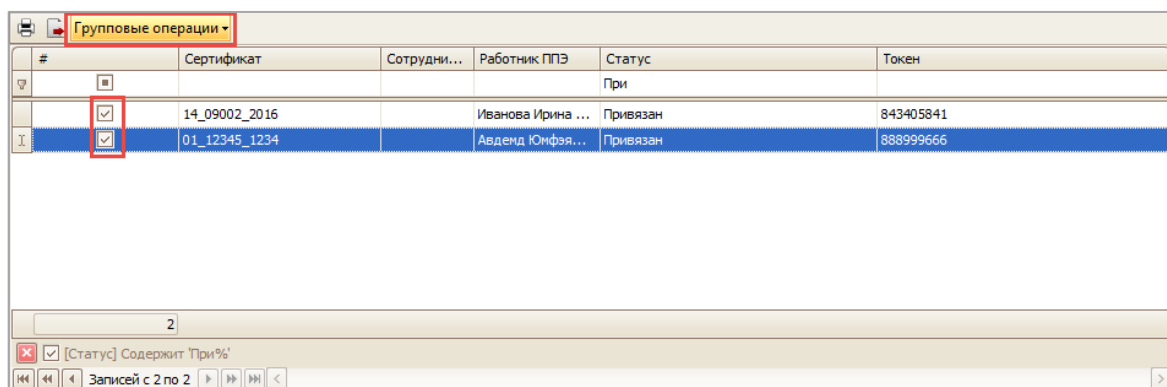 Групповые операции
# Сертификат Сотрудни... Работник ППЭ Статус Токен
При
14_09002_2016 Иванова Ирина ... Привязан 843405841
01_12345_1234 Авдемд Юмфэя... Привязан 888999666
2
[Статус] Содержит 'При%'
Записей с 2 по 2